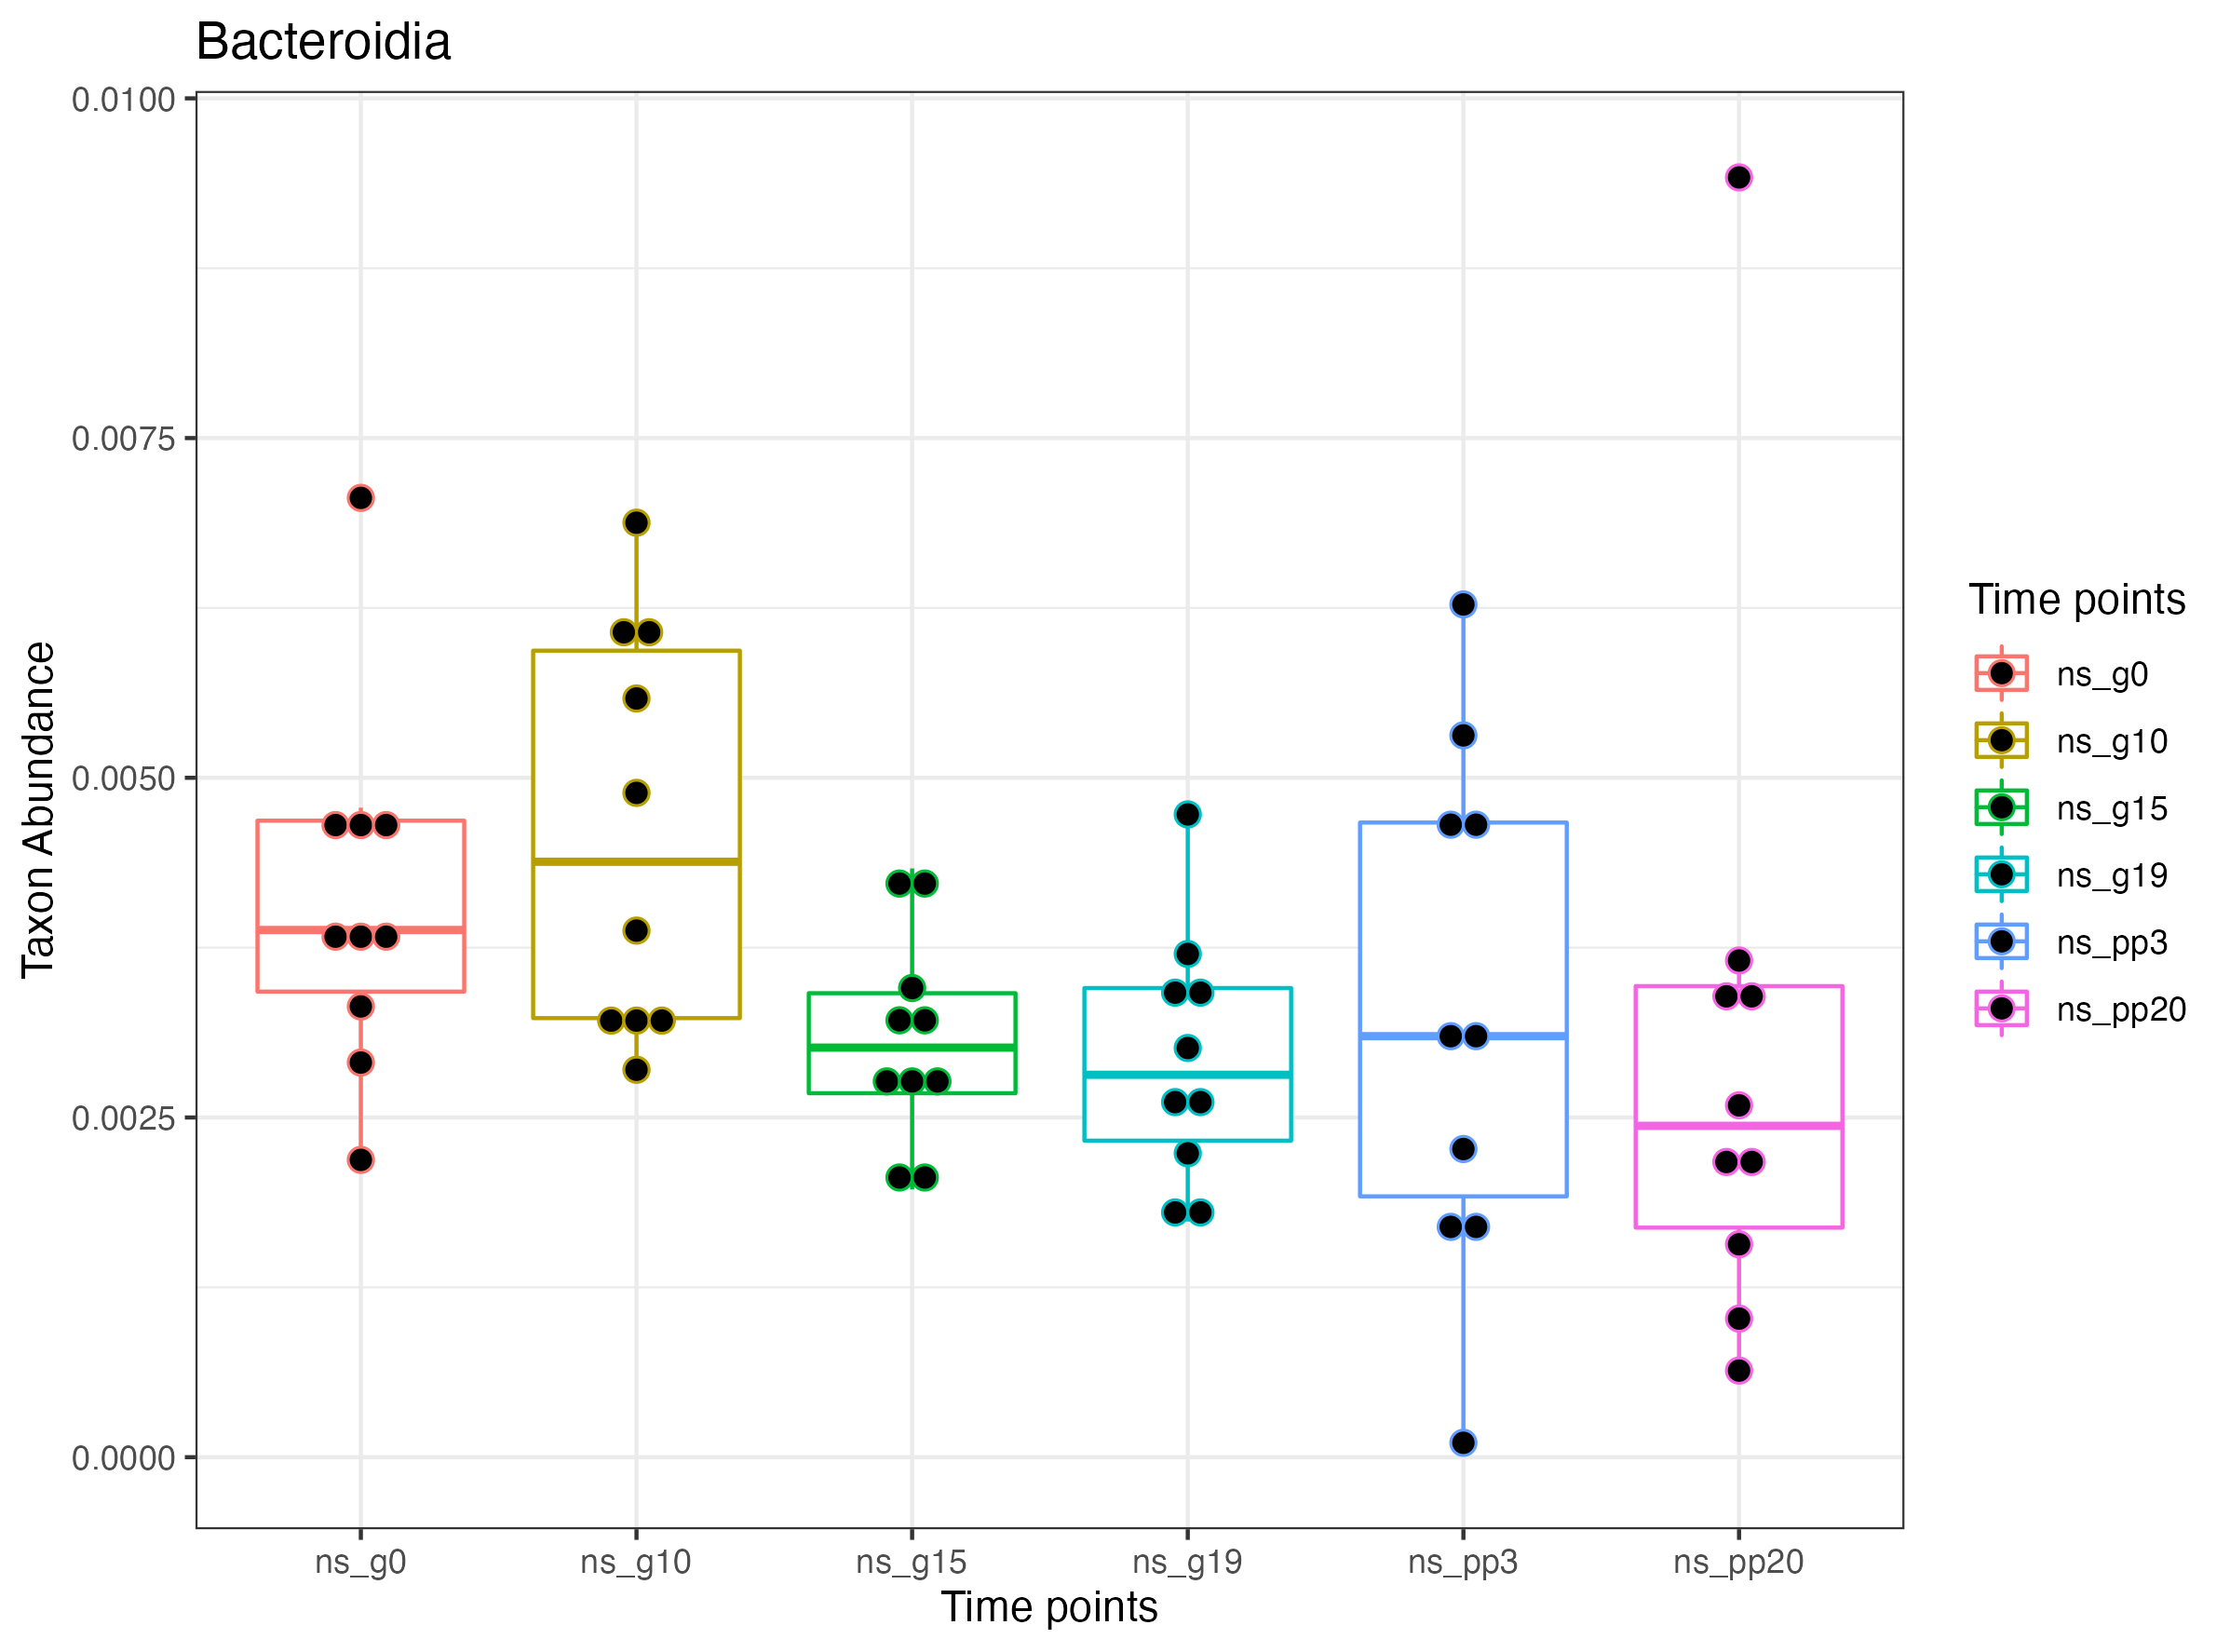 Bacteroidia
0.0100
0.0075
0.0050
0.0025
0.0000
Taxon Abundance
ns_g0
ns_g10
ns_g15
ns_g19
ns_pp3
ns_pp20
Time points
Time points
ns_g0
ns_g10
ns_g15
ns_g19
ns_pp3
ns_pp20